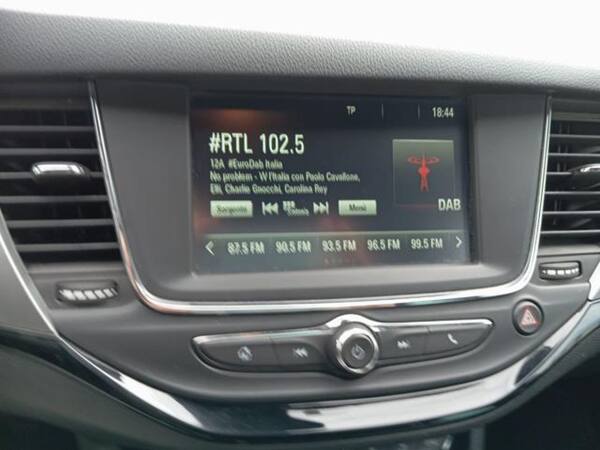 TP 18:44
#RTL 102.5
12A #EuroDab Italia
No problem - W l'Italia con Paolo Cavallone,
Elli, Charlie Gnocchi, Carolina Rey
Sorgente Menù
DAB
87.5 FM 90.5 FM 93.5 FM 96.5 FM 99.5 FM